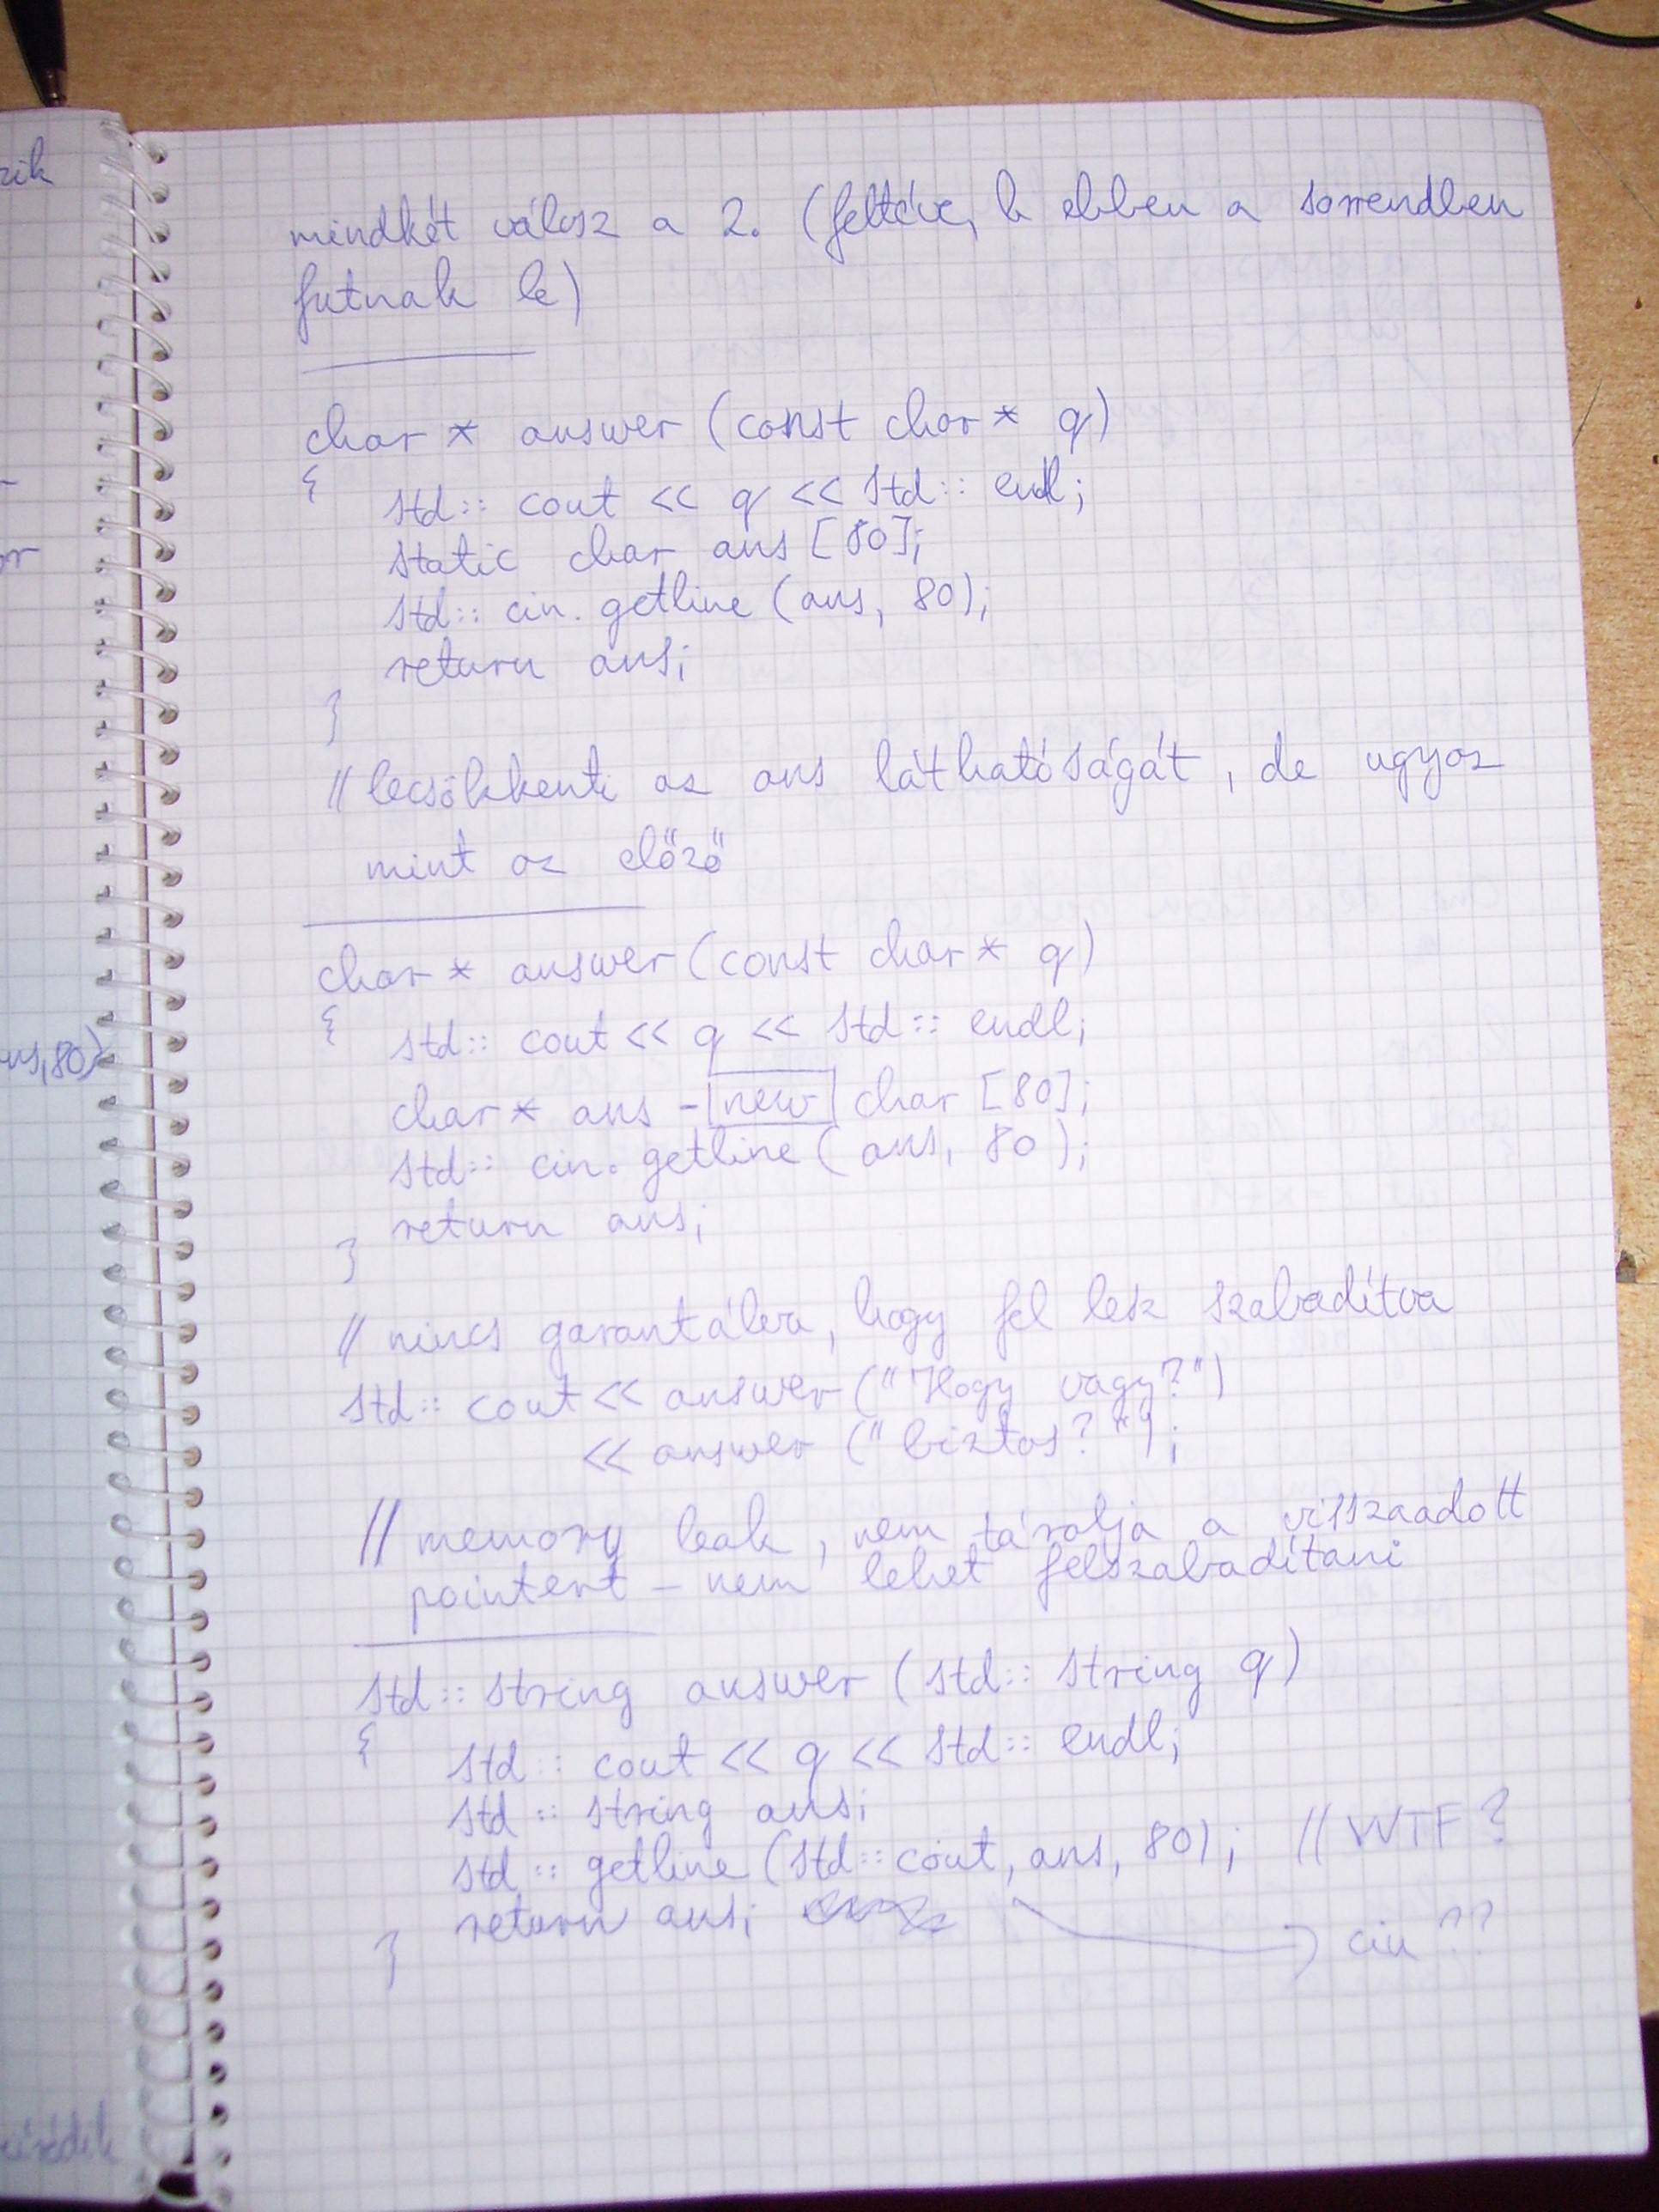 zik
or
ns,80)
mindkét válasz a 2. (feltéve, h ebben a sorrendben
futnak le)
char * answer (const char * q)
{ std:: cout << q << std:: endl;
static char ans [80];
std:: cin. getline (ans, 80);
return ans;
}
// lecsökkenti az ans láthatóságát, de ugyaz
mint az előző
char * answer (const char * q)
{ std:: cout << q << std:: endl;
char * ans = new char [80];
std:: cin. getline (ans, 80);
return ans;
}
// nincs garantálva, hogy fel lesz szabadítva
std:: cout << answer ("Hogy vagy?")
<< answer ("biztos?");
// memory leak, nem tárolja a visszaadott
pointert – nem lehet felszabadítani
std:: string answer (std:: string q)
{ std:: cout << q << std:: endl;
std:: string ans;
std:: getline (std:: cout, ans, 80); // WTF?
return ans; cin ??
}